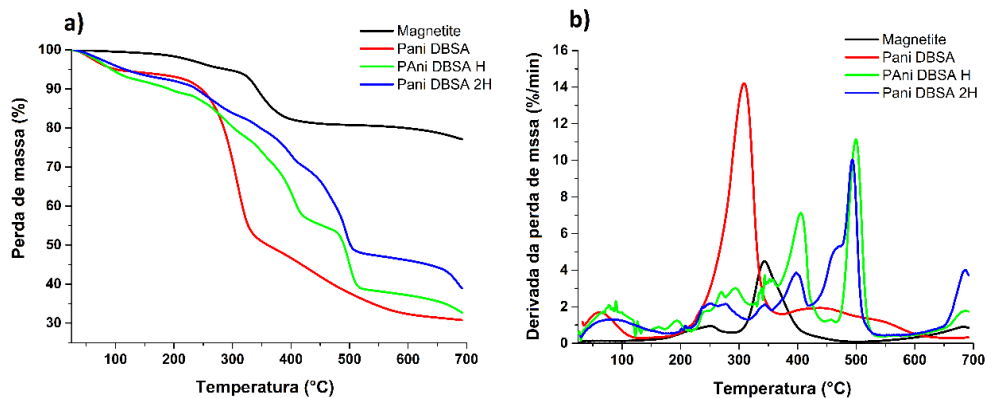 a)
Magnetite
Pani DBSA
PAni DBSA H
Pani DBSA 2H
100
90
80
70
60
50
40
30
Perda de massa (%)
100 200 300 400 500 600 700
Temperatura (°C)
b)
Magnetite
Pani DBSA
PAni DBSA H
Pani DBSA 2H
16
14
12
10
8
6
4
2
0
Derivada da perda de mssa (%/min)
100 200 300 400 500 600 700
Temperatura (°C)